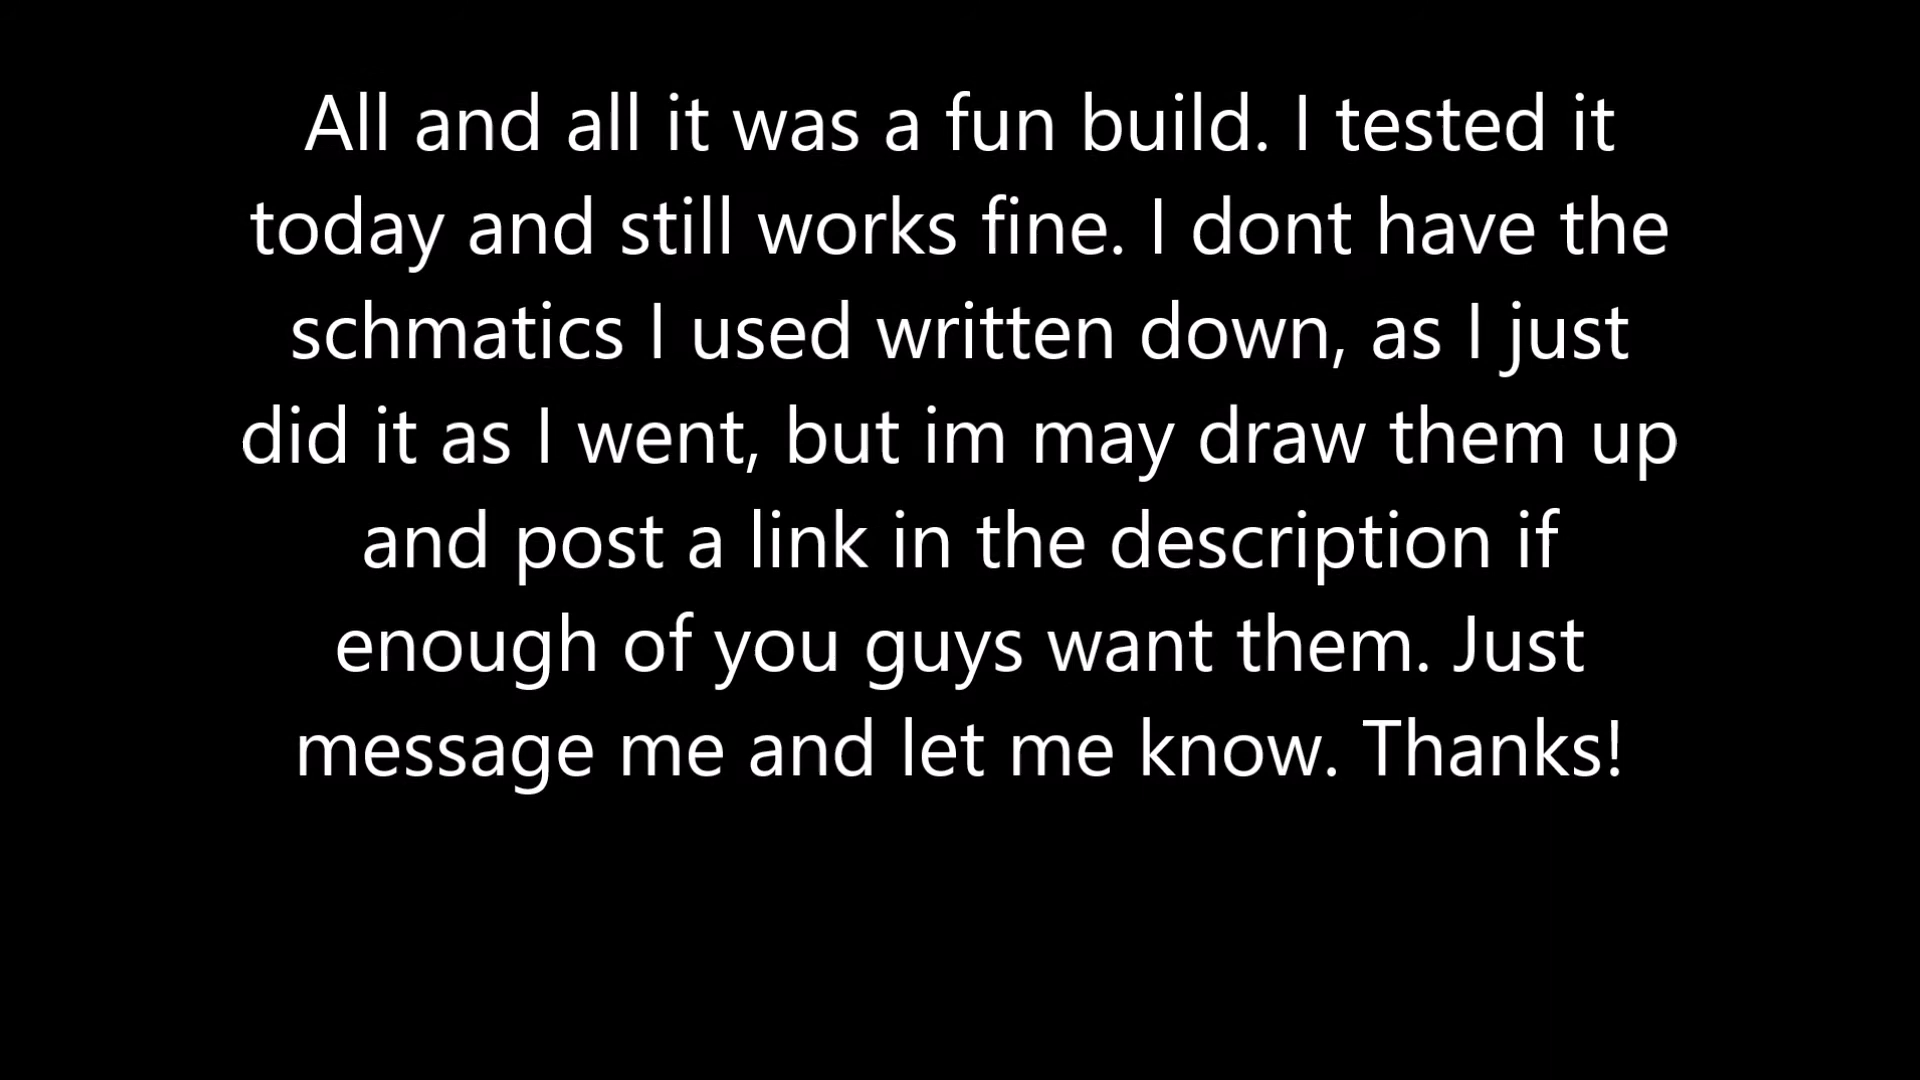 All and all it was a fun build. I tested it
today and still works fine. I dont have the
schmatics I used written down, as I just
did it as I went, but im may draw them up
and post a link in the description if
enough of you guys want them. Just
message me and let me know. Thanks!